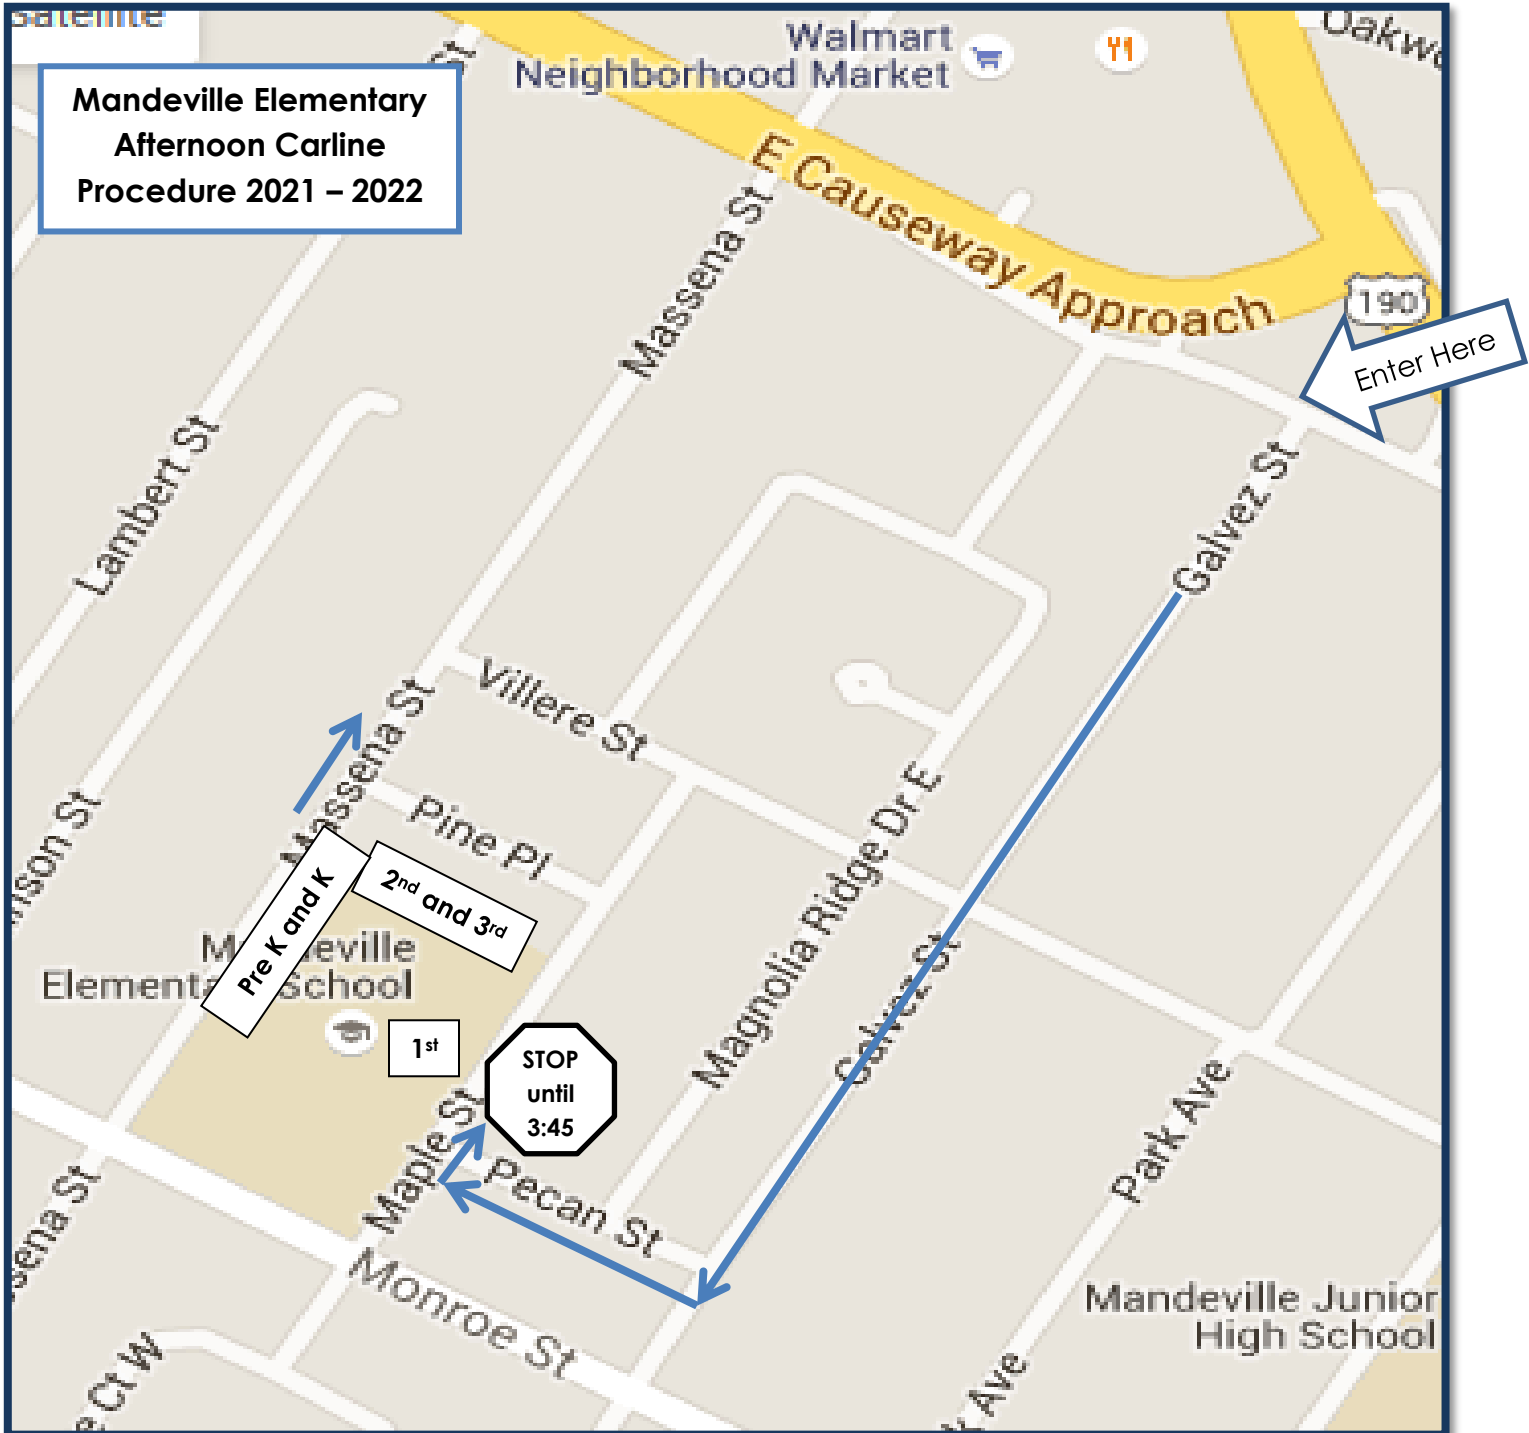 Satellite
Mandeville Elementary
Afternoon Carline
Procedure 2021 – 2022
St
Walmart
Neighborhood Market
E Causeway Approach
190
Enter Here
Massena St
Lambert St
Galvez St
Villere St
Massena St
Pine Pl
Magnolia Ridge Dr E
Pre K and K
2nd and 3rd
Elementary School
1st
STOP
until
3:45
Galvez St
Maple St
Pecan St
Park Ave
Monroe St
Mandeville Junior
High School